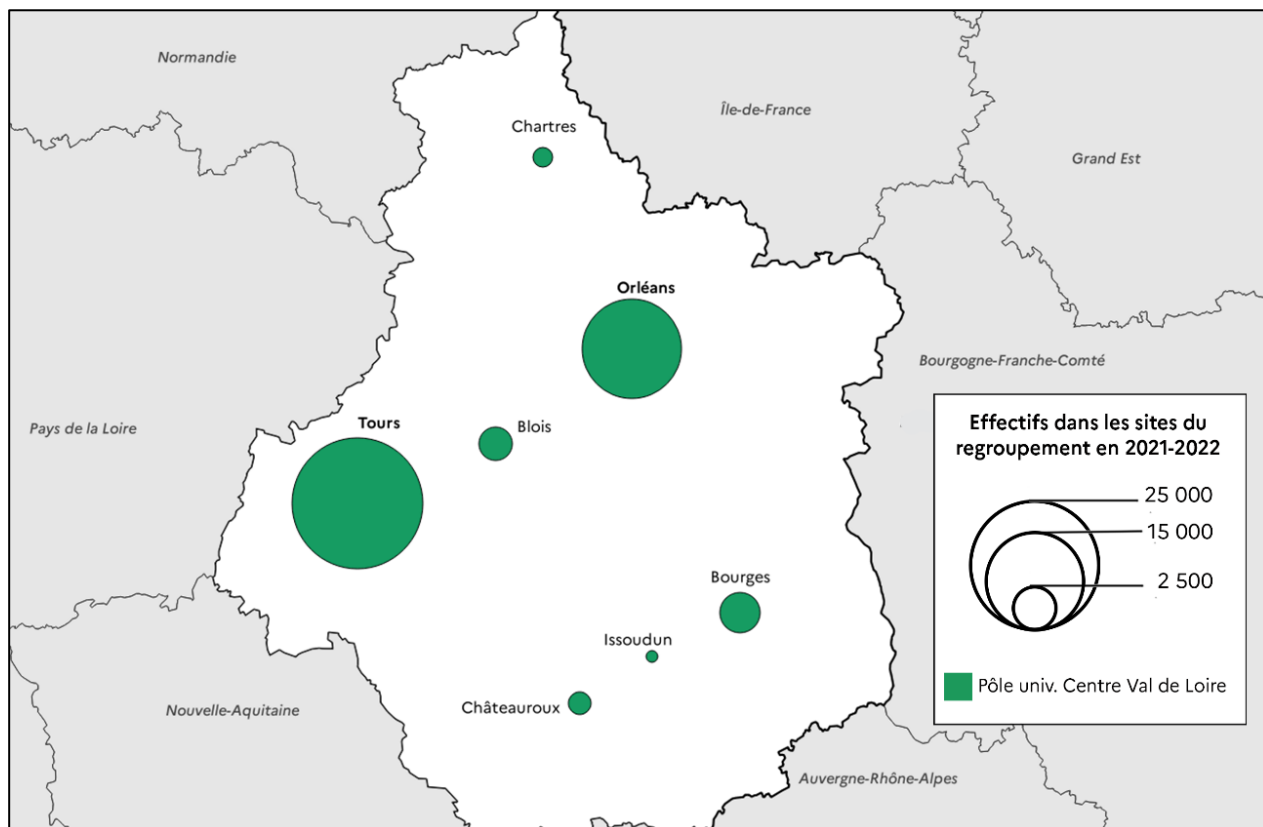 Normandie
Île-de-France
Chartres
Grand Est
Orléans
Bourgogne-Franche-Comté
Tours
Blois
Pays de la Loire
Effectifs dans les sites du
regroupement en 2021-2022
25 000
15 000
2 500
Bourges
Issoudun
Pôle univ. Centre Val de Loire
Châteauroux
Nouvelle-Aquitaine
Auvergne-Rhône-Alpes